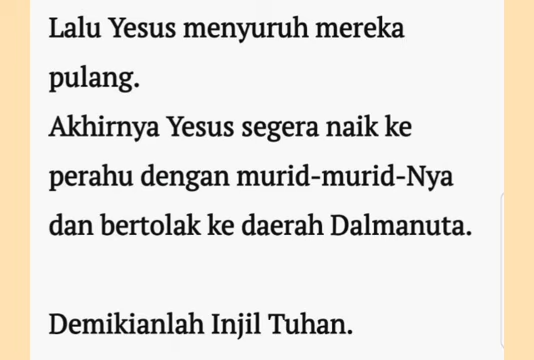 Lalu Yesus menyuruh mereka
pulang.
Akhirnya Yesus segera naik ke
perahu dengan murid-murid-Nya
dan bertolak ke daerah Dalmanuta.
Demikianlah Injil Tuhan.